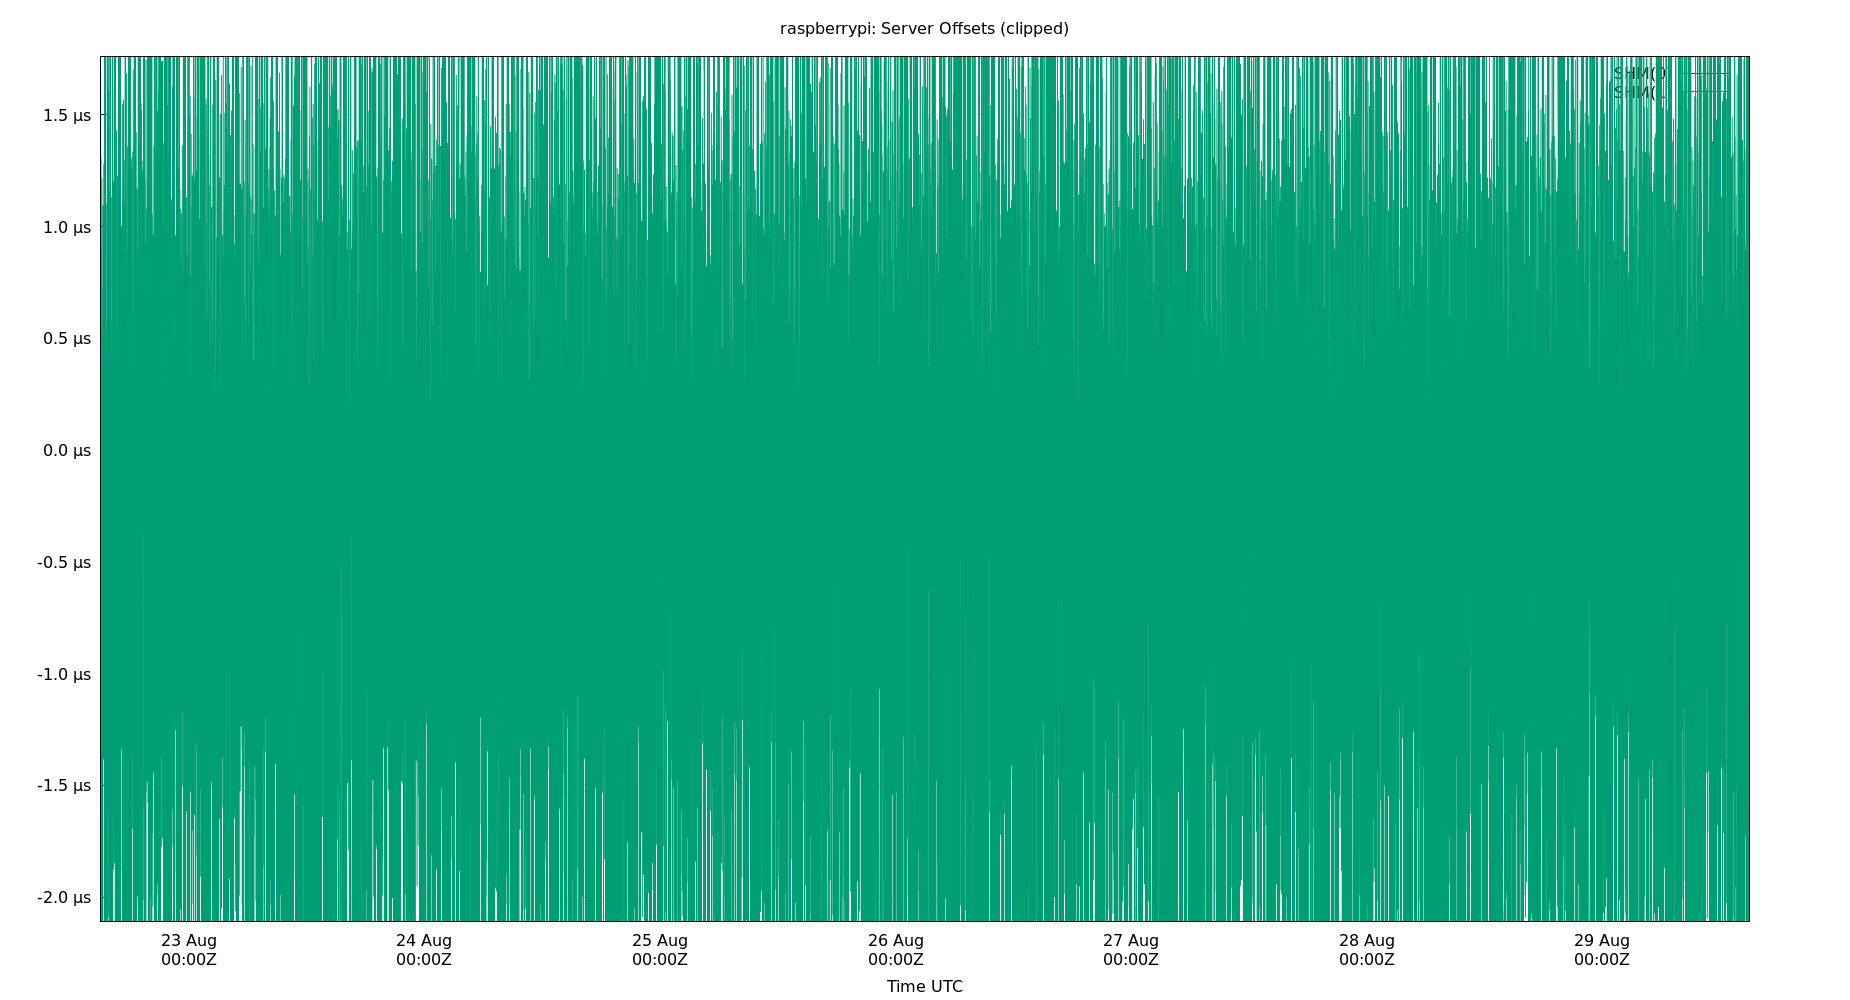 raspberrypi: Server Offsets (clipped)
SHM(0)
SHM(
1.5 µs
1.0 µs
0.5 µs
0.0 µs
-0.5 µs
-1.0 µs
-1.5 µs
-2.0 µs
23 Aug 24 Aug 25 Aug 26 Aug 27 Aug 28 Aug 29 Aug
00:00Z 00:00Z 00:00Z 00:00Z 00:00Z 00:00Z 00:00Z
Time UTC